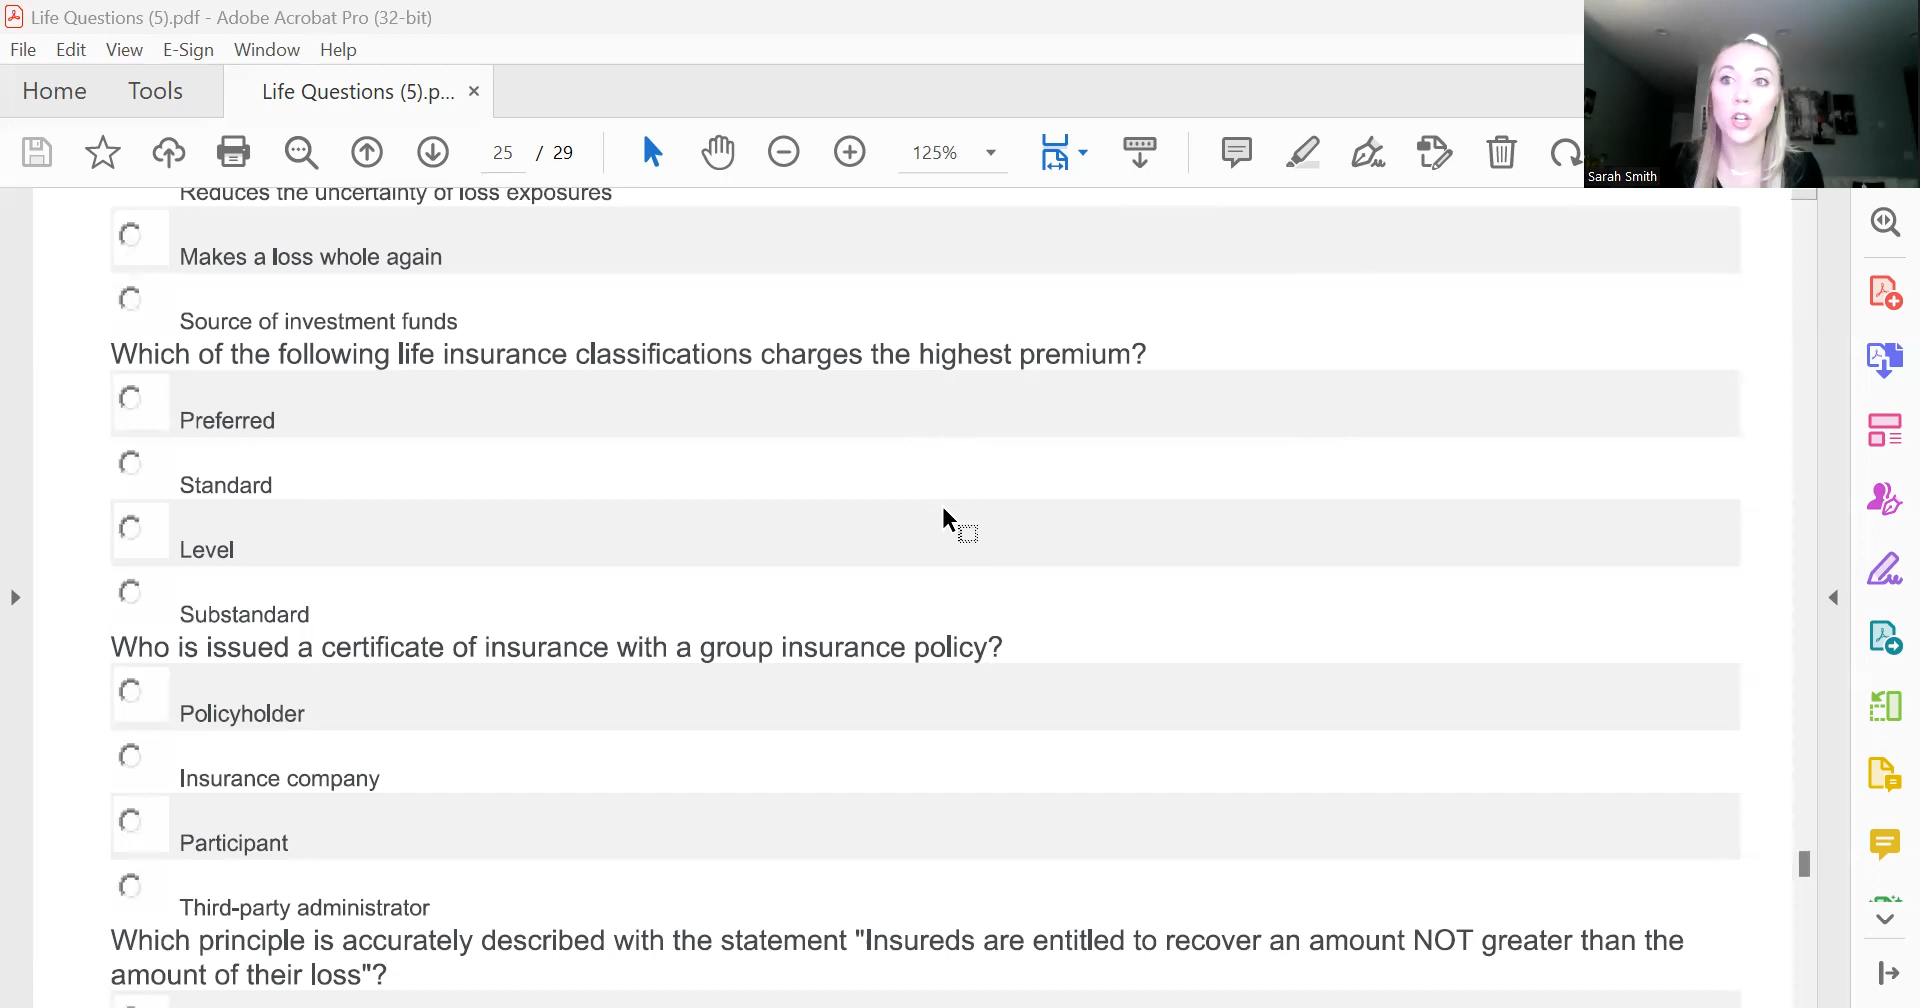 Life Questions (5).pdf - Adobe Acrobat Pro (32-bit)
File Edit View E-Sign Window Help
Home Tools Life Questions (5).p... ×
25 / 29 125%
Sarah Smith
Reduces the uncertainty of loss exposures
Makes a loss whole again
Source of investment funds
Which of the following life insurance classifications charges the highest premium?
Preferred
Standard
Level
Substandard
Who is issued a certificate of insurance with a group insurance policy?
Policyholder
Insurance company
Participant
Third-party administrator
Which principle is accurately described with the statement "Insureds are entitled to recover an amount NOT greater than the
amount of their loss"?